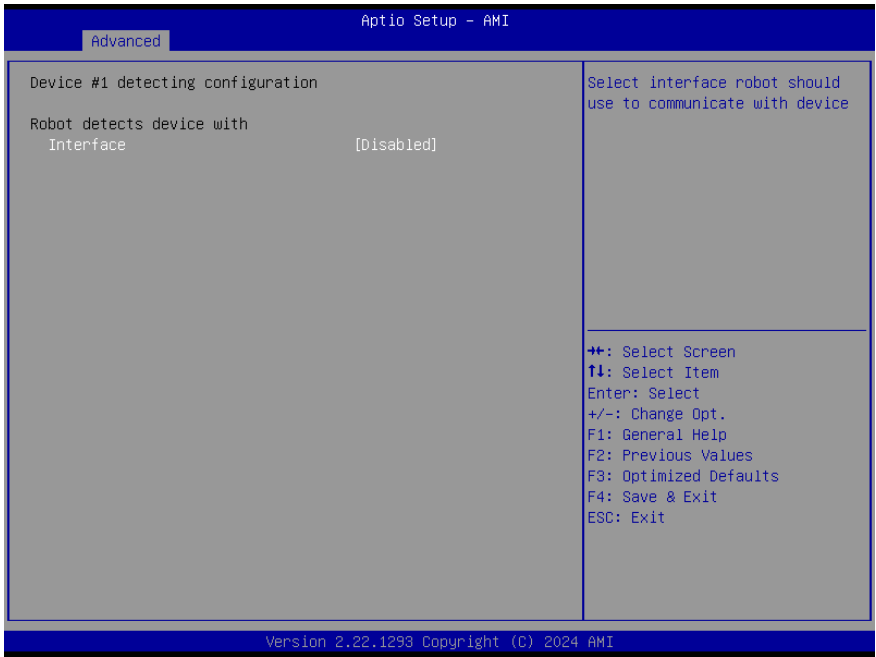 Aptio Setup – AMI
Advanced
Device #1 detecting configuration
Robot detects device with
Interface [Disabled]
Select interface robot should
use to communicate with device
→←: Select Screen
↑↓: Select Item
Enter: Select
+/-: Change Opt.
F1: General Help
F2: Previous Values
F3: Optimized Defaults
F4: Save & Exit
ESC: Exit
Version 2.22.1293 Copyright (C) 2024 AMI